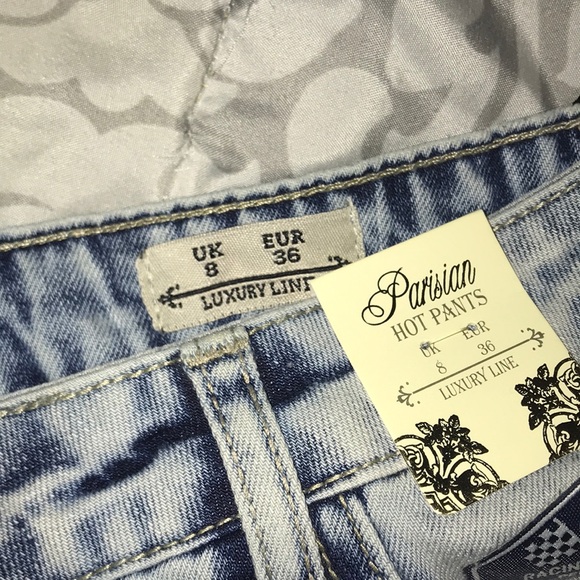 UK EUR
8 36
LUXURY LINE
Parisian
HOT PANTS
UK EUR
8 36
LUXURY LINE